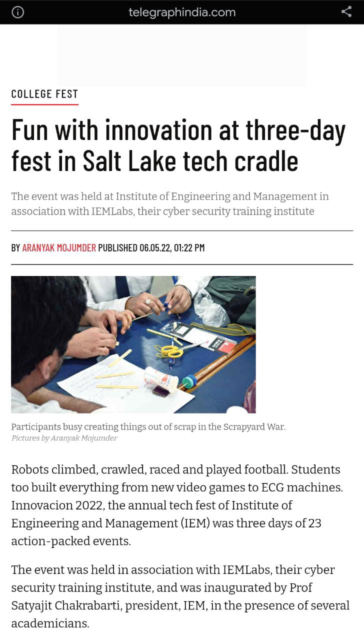 telegraphindia.com
COLLEGE FEST
Fun with innovation at three-day
fest in Salt Lake tech cradle
The event was held at Institute of Engineering and Management in
association with IEMLabs, their cyber security training institute
BY ARANYAK MOJUMDER PUBLISHED 06.05.22, 01:22 PM
Participants busy creating things out of scrap in the Scrapyard War.
Pictures by Aranyak Mojumder
Robots climbed, crawled, raced and played football. Students
too built everything from new video games to ECG machines.
Innovacion 2022, the annual tech fest of Institute of
Engineering and Management (IEM) was three days of 23
action-packed events.
The event was held in association with IEMLabs, their cyber
security training institute, and was inaugurated by Prof
Satyajit Chakrabarti, president, IEM, in the presence of several
academicians.